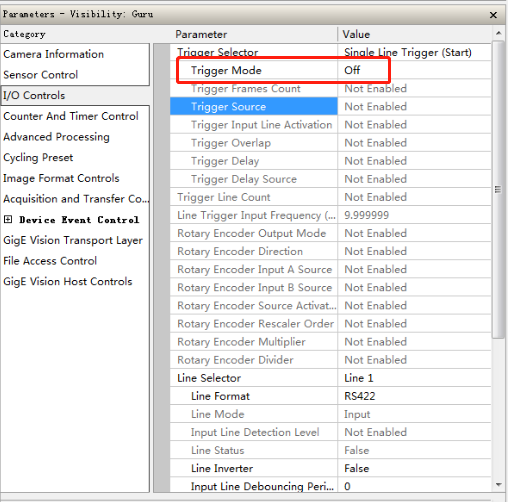 Parameters - Visibility: Guru
Category
Parameter Value
Camera Information
Sensor Control
I/O Controls
Counter And Timer Control
Advanced Processing
Cycling Preset
Image Format Controls
Acquisition and Transfer Co...
Device Event Control
GigE Vision Transport Layer
File Access Control
GigE Vision Host Controls
Trigger Selector Single Line Trigger (Start)
Trigger Mode Off
Trigger Frames Count Not Enabled
Trigger Source Not Enabled
Trigger Input Line Activation Not Enabled
Trigger Overlap Not Enabled
Trigger Delay Not Enabled
Trigger Delay Source Not Enabled
Trigger Line Count Not Enabled
Line Trigger Input Frequency (... 9.999999
Rotary Encoder Output Mode Not Enabled
Rotary Encoder Direction Not Enabled
Rotary Encoder Input A Source Not Enabled
Rotary Encoder Input B Source Not Enabled
Rotary Encoder Source Activat... Not Enabled
Rotary Encoder Rescaler Order Not Enabled
Rotary Encoder Multiplier Not Enabled
Rotary Encoder Divider Not Enabled
Line Selector Line 1
Line Format RS422
Line Mode Input
Input Line Detection Level Not Enabled
Line Status False
Line Inverter False
Input Line Debouncing Peri... 0